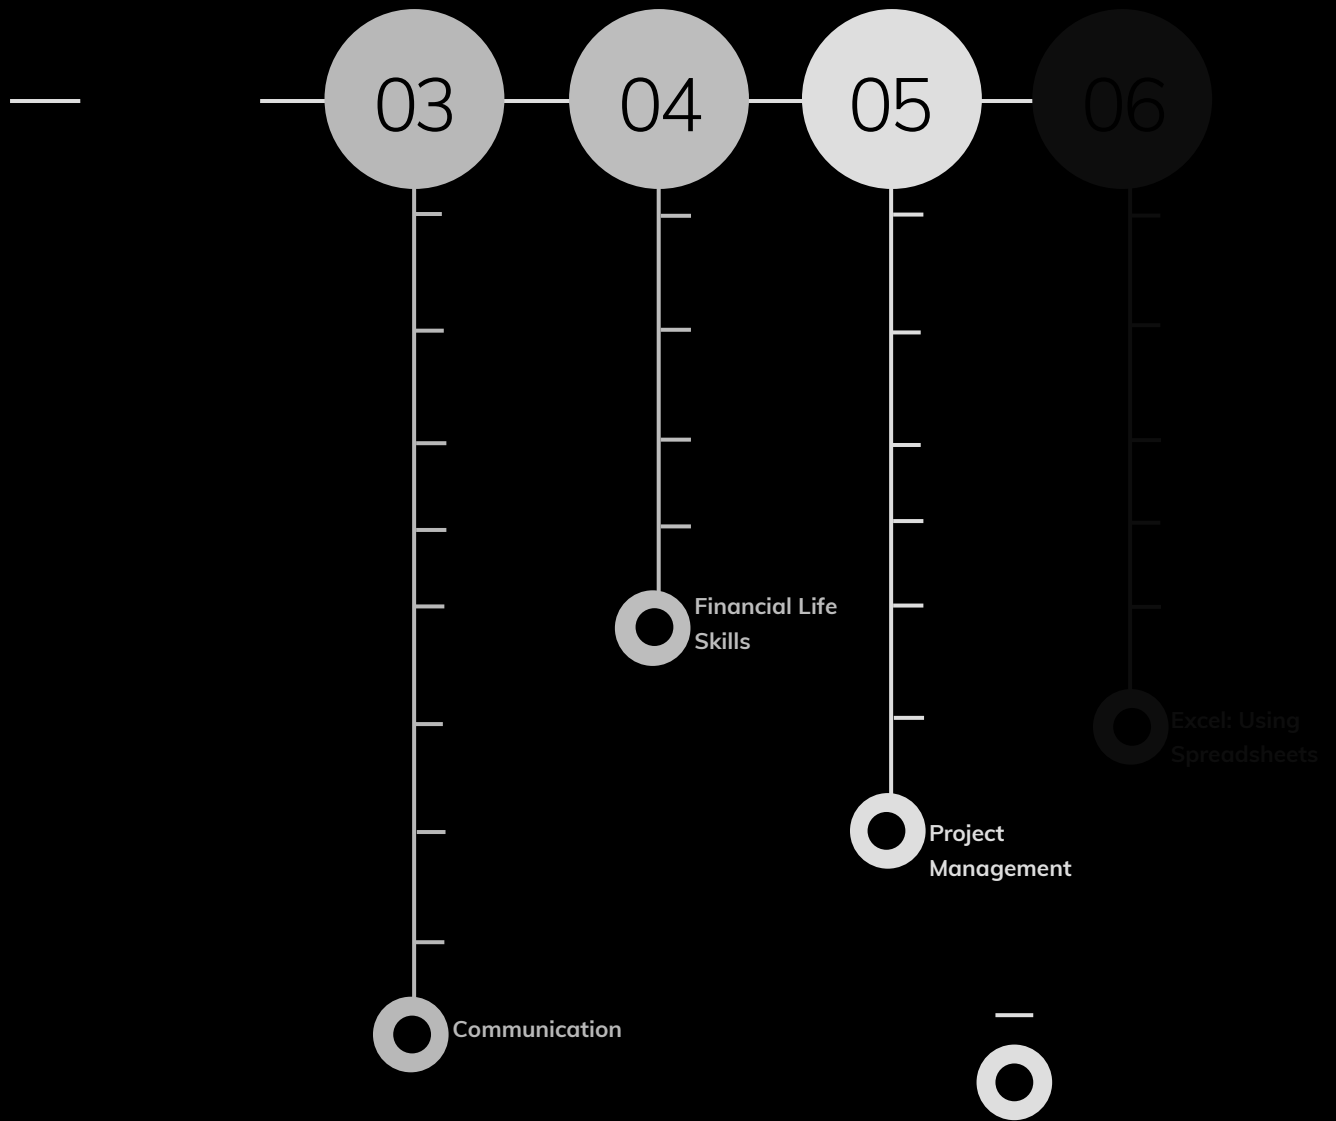 03
04
05
06
Financial Life
Skills
Excel: Using
Spreadsheets
Project
Management
Communication